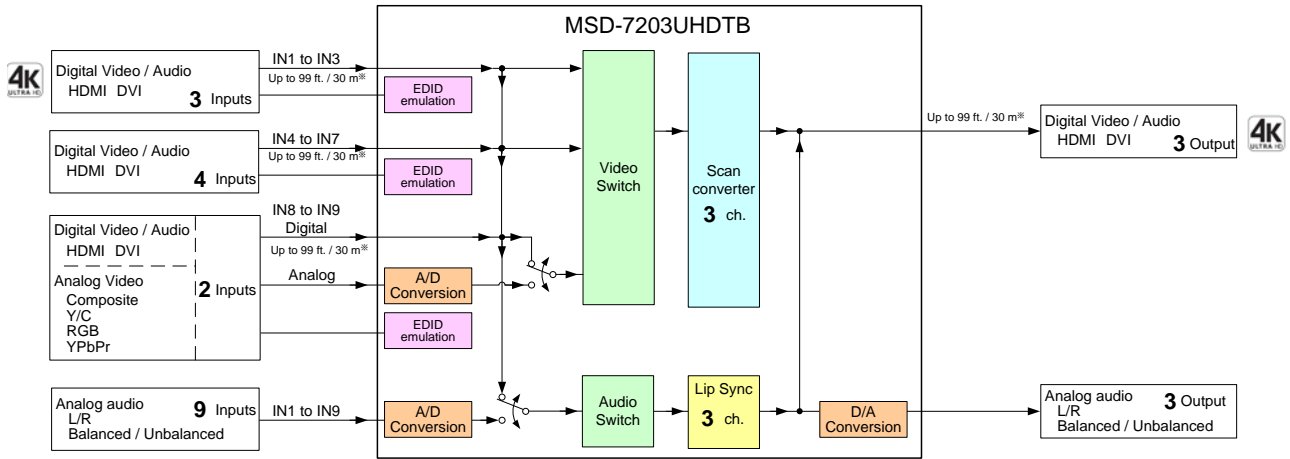 MSD-7203UHDTB
4K
ULTRA HD
Digital Video / Audio
HDMI DVI
3 Inputs
IN1 to IN3
Up to 99 ft. / 30 m※
EDID
emulation
Digital Video / Audio
HDMI DVI
4 Inputs
IN4 to IN7
Up to 99 ft. / 30 m※
EDID
emulation
Digital Video / Audio
HDMI DVI
Analog Video
Composite
Y/C
RGB
YPbPr
2 Inputs
IN8 to IN9
Digital
Up to 99 ft. / 30 m※
Analog
A/D
Conversion
EDID
emulation
Analog audio
L/R
Balanced / Unbalanced
9 Inputs
IN1 to IN9
A/D
Conversion
Video
Switch
Scan
converter
3 ch.
Audio
Switch
Lip Sync
3 ch.
D/A
Conversion
Up to 99 ft. / 30 m※
Digital Video / Audio
HDMI DVI
3 Output
4K
ULTRA HD
Analog audio
L/R
Balanced / Unbalanced
3 Output